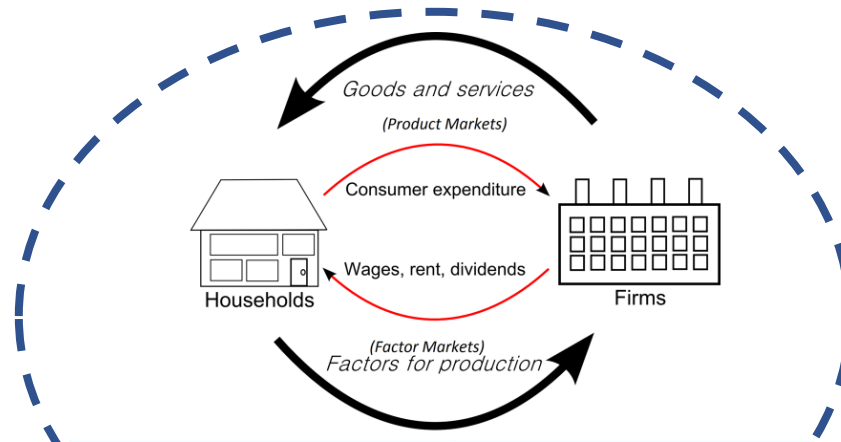 Goods and services
(Product Markets)
Consumer expenditure
Wages, rent, dividends
Households
Firms
(Factor Markets)
Factors for production